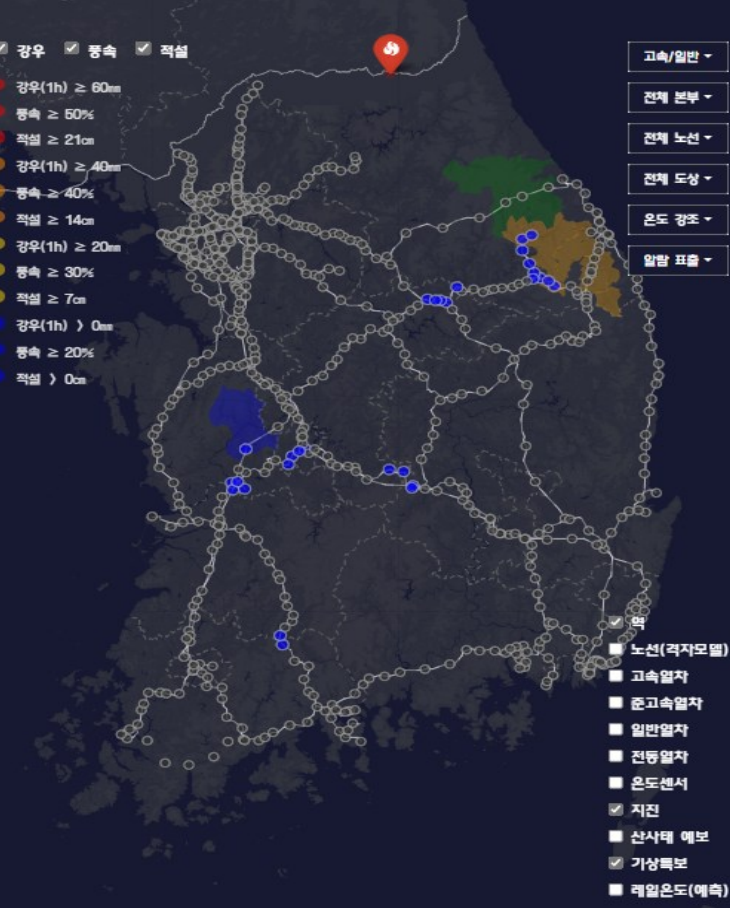 강우 풍속 적설
강우(1h) ≥ 60㎜
풍속 ≥ 50%
적설 ≥ 21㎝
강우(1h) ≥ 40㎜
풍속 ≥ 40%
적설 ≥ 14㎝
강우(1h) ≥ 20㎜
풍속 ≥ 30%
적설 ≥ 7㎝
강우(1h) > 0㎜
풍속 ≥ 20%
적설 > 0㎝
고속/일반
전체 본부
전체 노선
전체 도상
온도 강조
알람 표출
역
노선(격자모델)
고속열차
준고속열차
일반열차
전동열차
온도센서
지진
산사태 예보
기상특보
레일온도(예측)